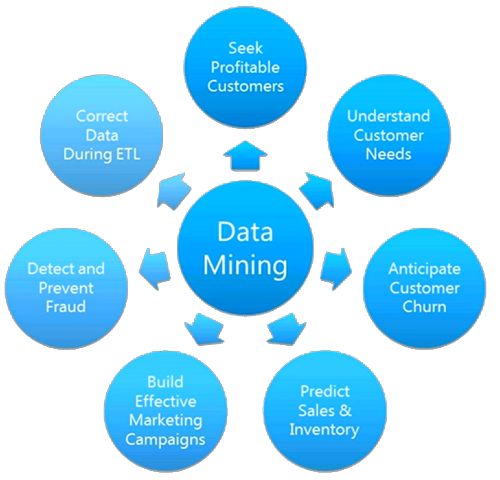 Seek
Profitable
Customers
Understand
Customer
Needs
Anticipate
Customer
Churn
Predict
Sales &
Inventory
Build
Effective
Marketing
Campaigns
Detect and
Prevent
Fraud
Correct
Data
During ETL
Data
Mining